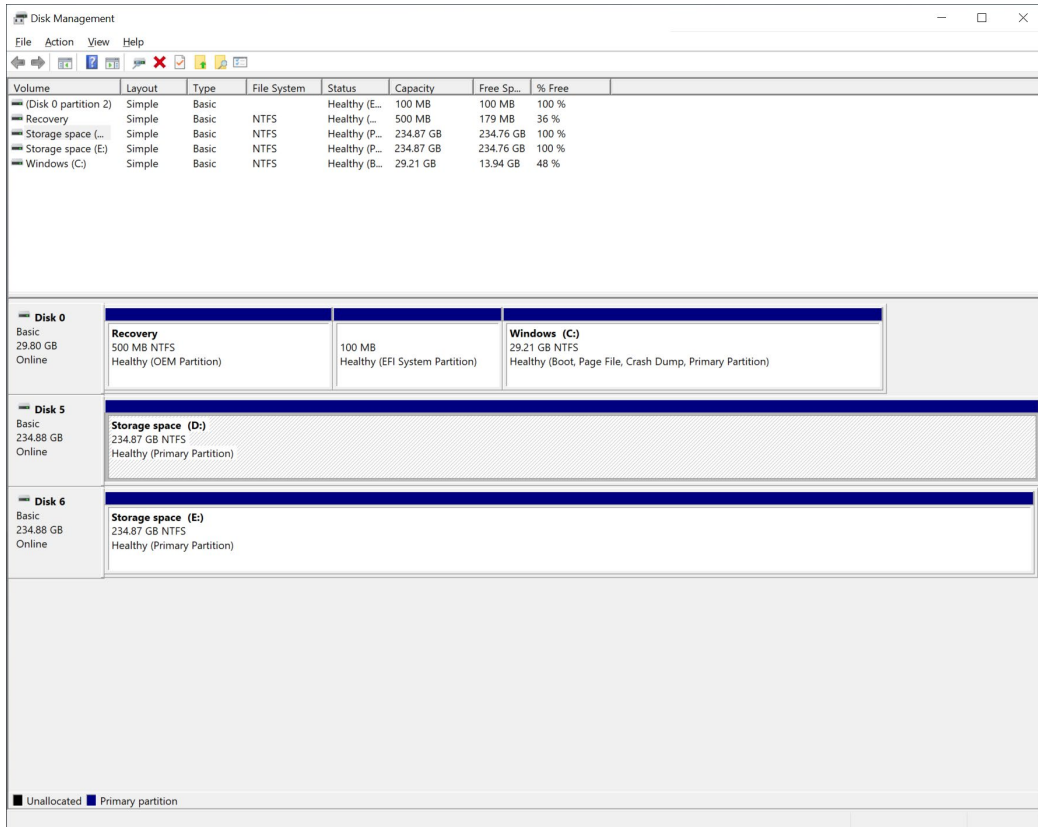 Disk Management
File Action View Help
Volume Layout Type File System Status Capacity Free Sp... % Free
(Disk 0 partition 2) Simple Basic Healthy (E... 100 MB 100 MB 100 %
Recovery Simple Basic NTFS Healthy (... 500 MB 179 MB 36 %
Storage space (... Simple Basic NTFS Healthy (P... 234.87 GB 234.76 GB 100 %
Storage space (E:) Simple Basic NTFS Healthy (P... 234.87 GB 234.76 GB 100 %
Windows (C:) Simple Basic NTFS Healthy (B... 29.21 GB 13.94 GB 48 %
Disk 0
Basic
29.80 GB
Online
Recovery
500 MB NTFS
Healthy (OEM Partition)
100 MB
Healthy (EFI System Partition)
Windows (C:)
29.21 GB NTFS
Healthy (Boot, Page File, Crash Dump, Primary Partition)
Disk 5
Basic
234.88 GB
Online
Storage space (D:)
234.87 GB NTFS
Healthy (Primary Partition)
Disk 6
Basic
234.88 GB
Online
Storage space (E:)
234.87 GB NTFS
Healthy (Primary Partition)
Unallocated Primary partition